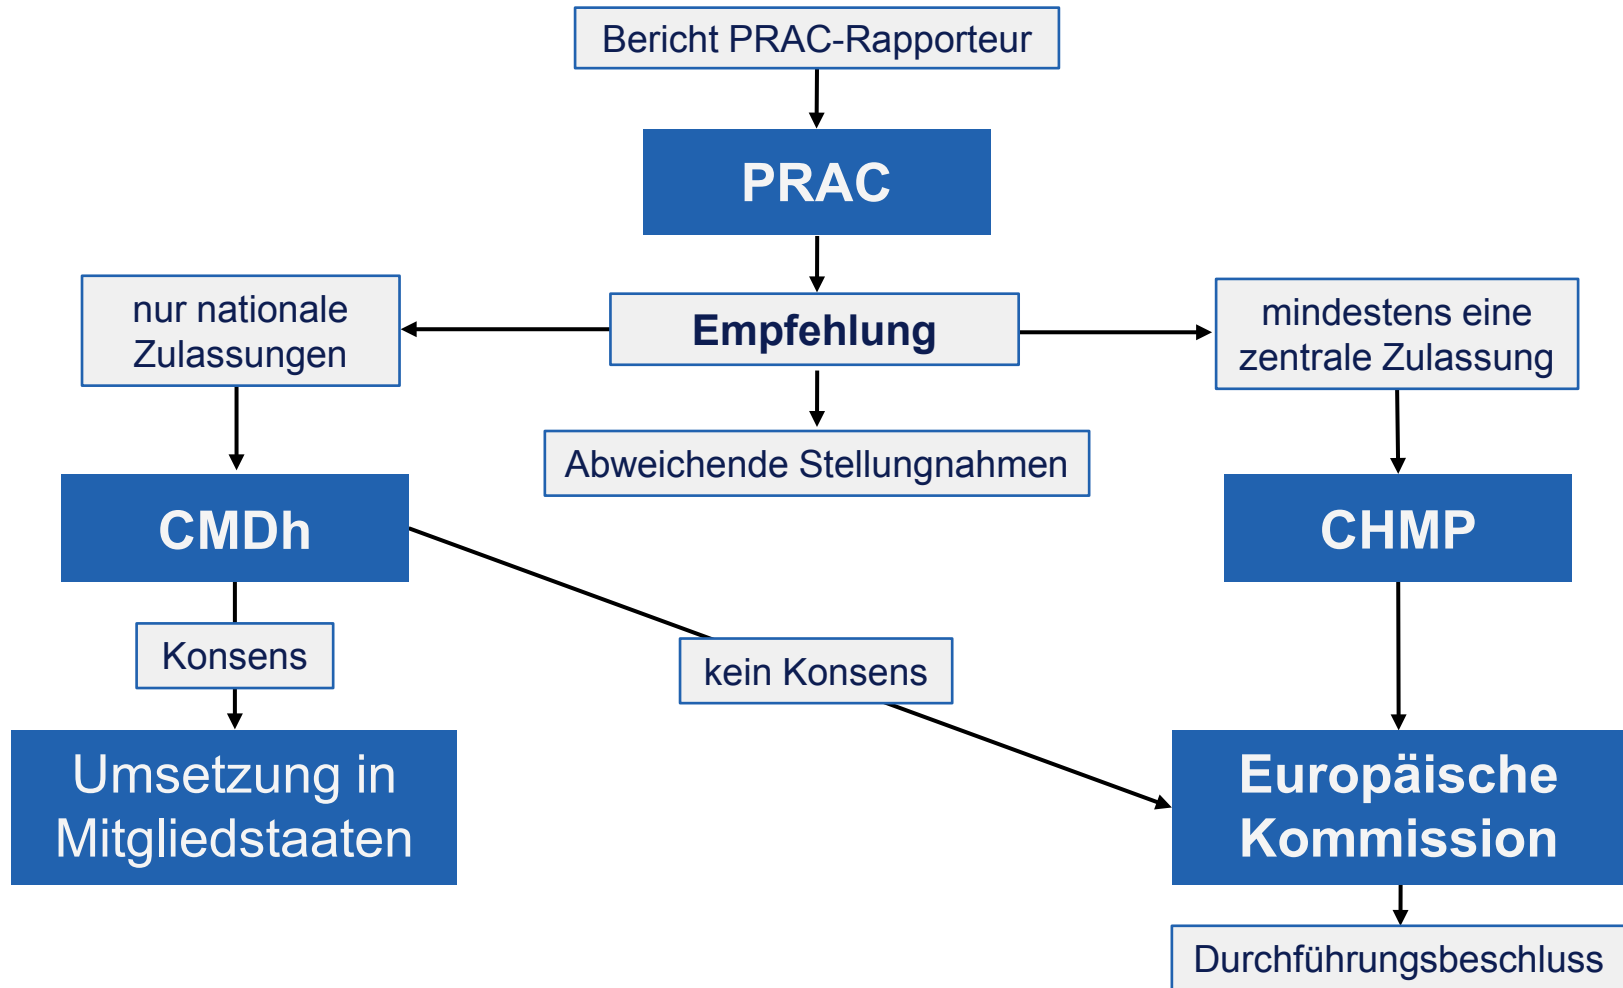 Bericht PRAC-Rapporteur
PRAC
nur nationale
Zulassungen
Empfehlung
mindestens eine
zentrale Zulassung
Abweichende Stellungnahmen
CMDh
CHMP
Konsens
kein Konsens
Umsetzung in
Mitgliedstaaten
Europäische
Kommission
Durchführungsbeschluss